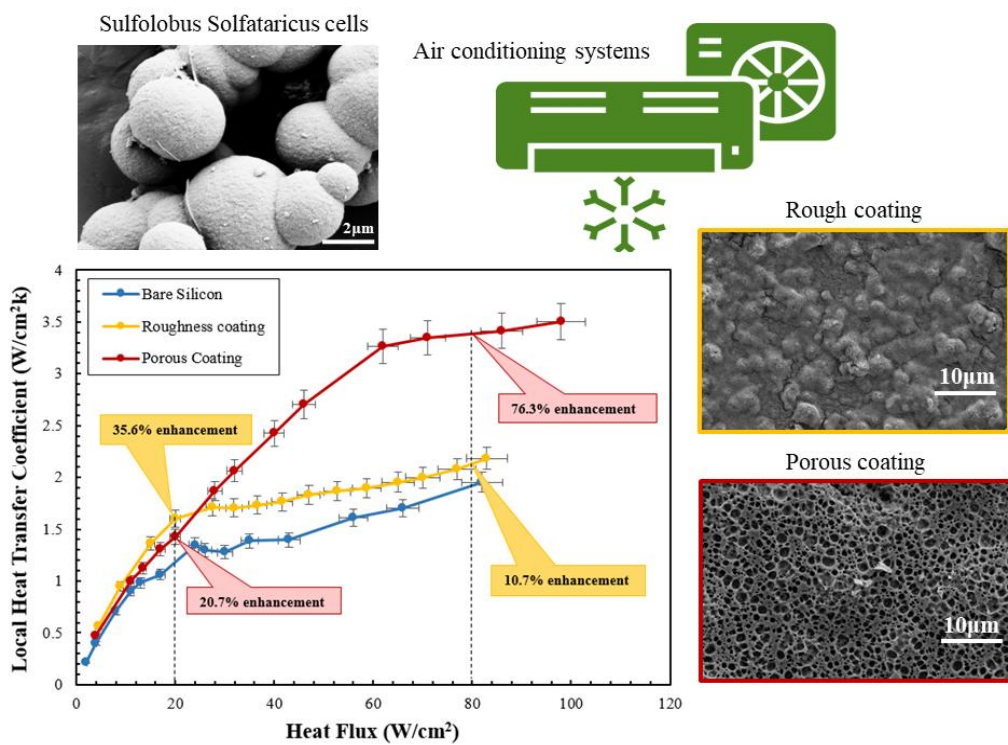 Sulfolobus Solfataricus cells
2μm
Air conditioning systems
Rough coating
10μm
Porous coating
10μm
Local Heat Transfer Coefficient (W/cm²k)
4
3.5
3
2.5
2
1.5
1
0.5
0
Bare Silicon
Roughness coating
Porous Coating
35.6% enhancement
76.3% enhancement
20.7% enhancement
10.7% enhancement
0
20
40
60
80
100
120
Heat Flux (W/cm²)